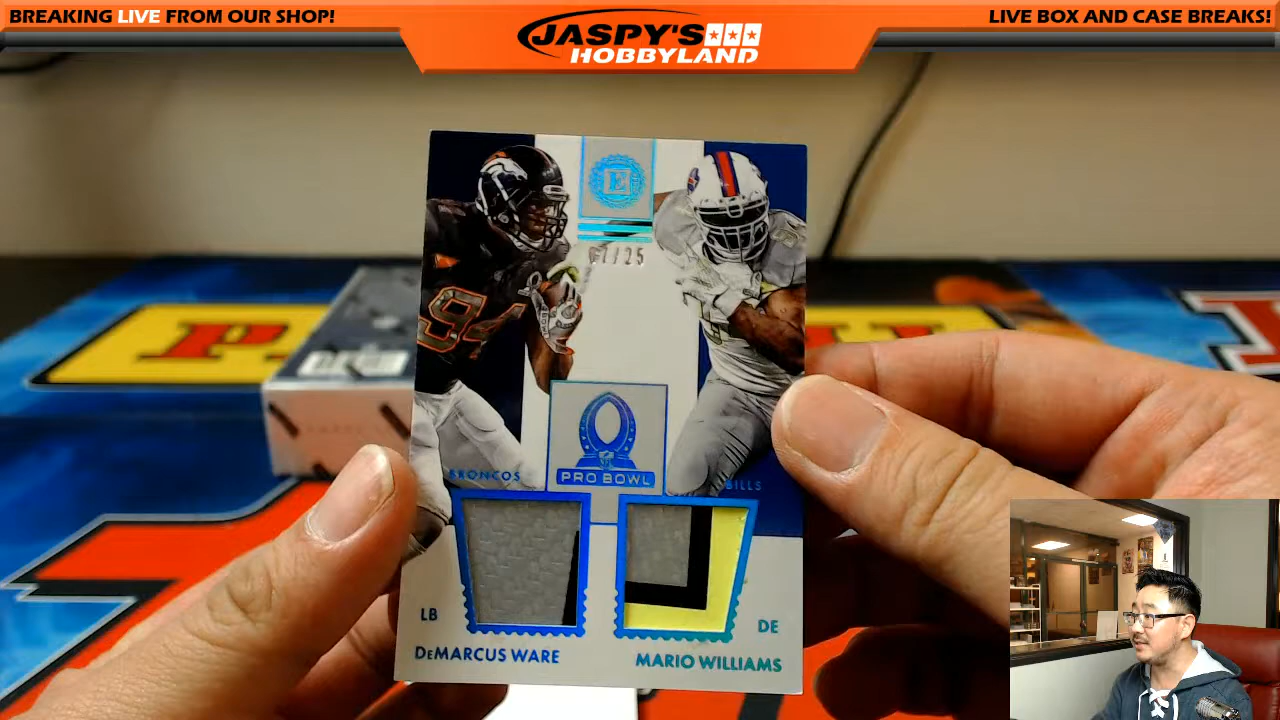 BREAKING LIVE FROM OUR SHOP!
LIVE BOX AND CASE BREAKS!
JASPY'S
HOBBYLAND
E
/25
94
PRO BOWL
BRONCOS
BILLS
LB
DE
DeMARCUS WARE
MARIO WILLIAMS